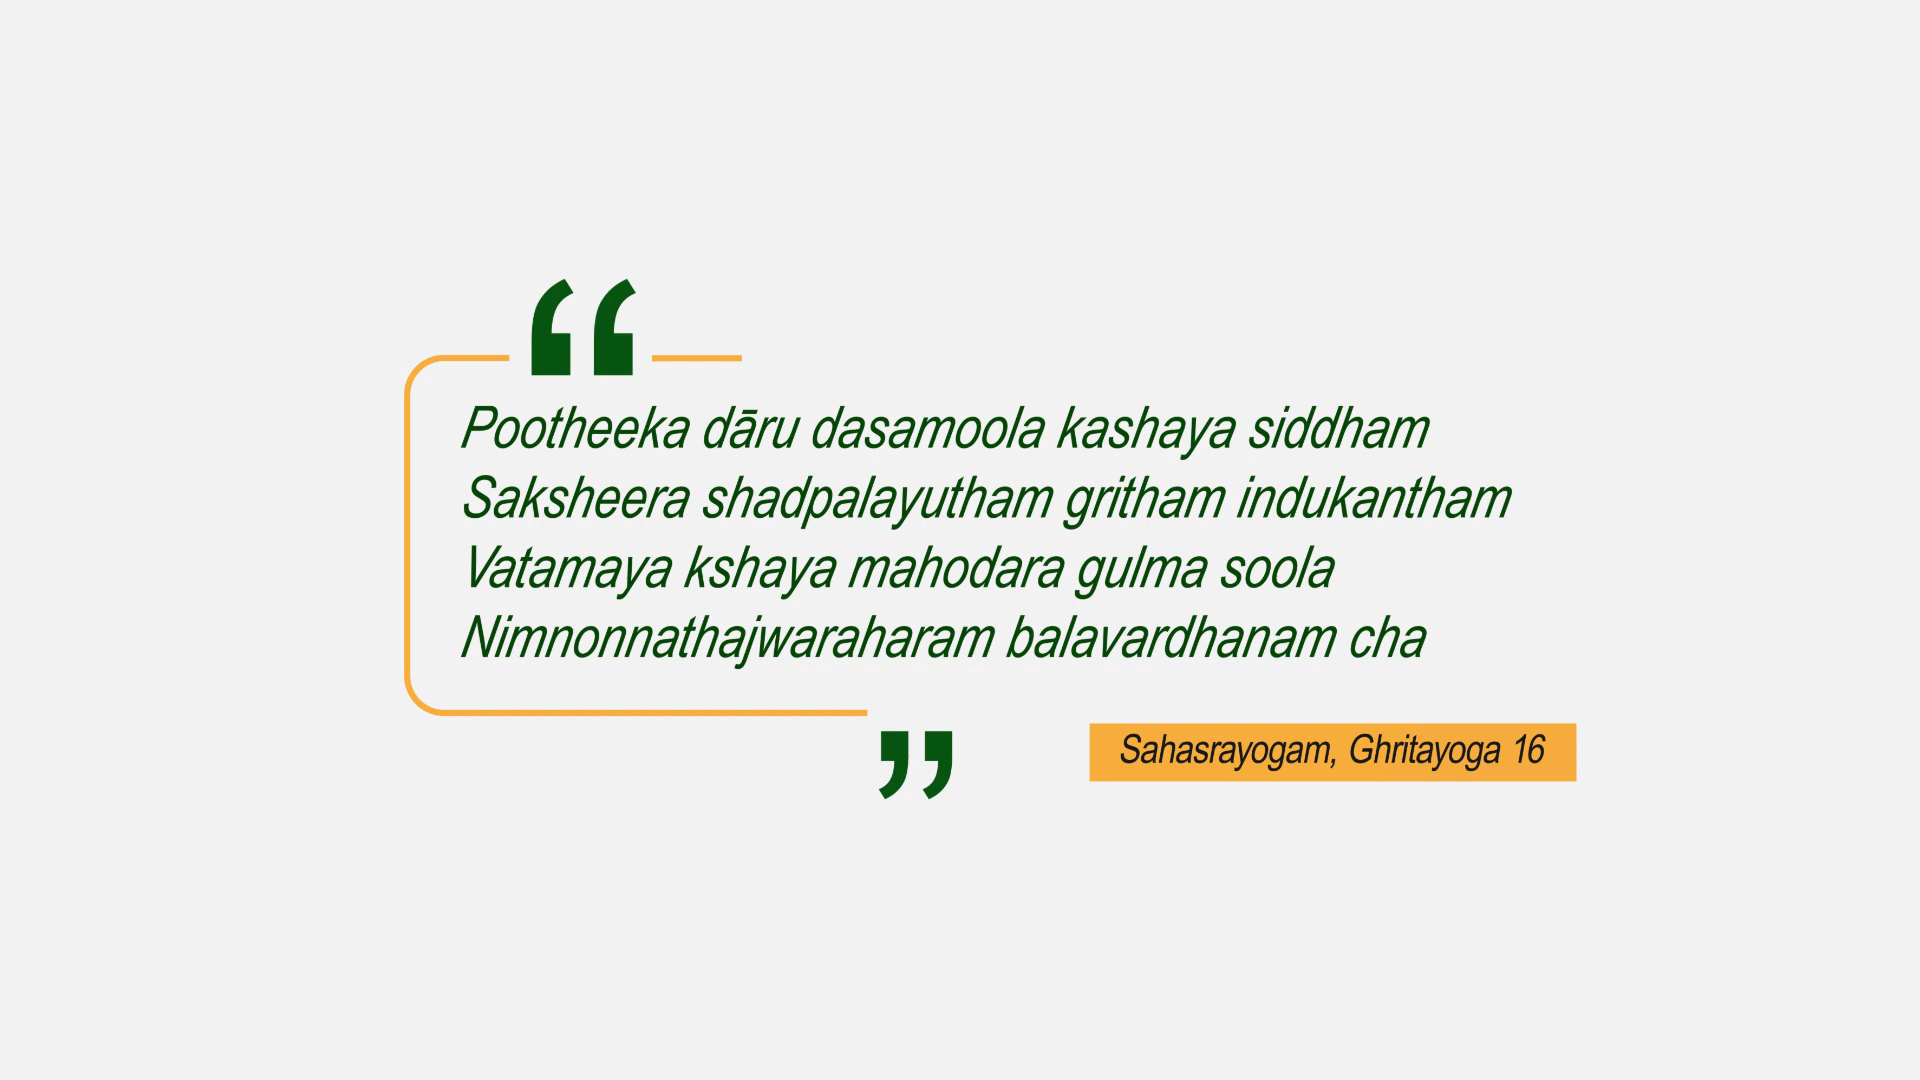 “
Pootheeka dāru dasamoola kashaya siddham
Saksheera shadpalayutham gritham indukantham
Vatamaya kshaya mahodara gulma soola
Nimnonnathajwaraharam balavardhanam cha
”
Sahasrayogam, Ghritayoga 16